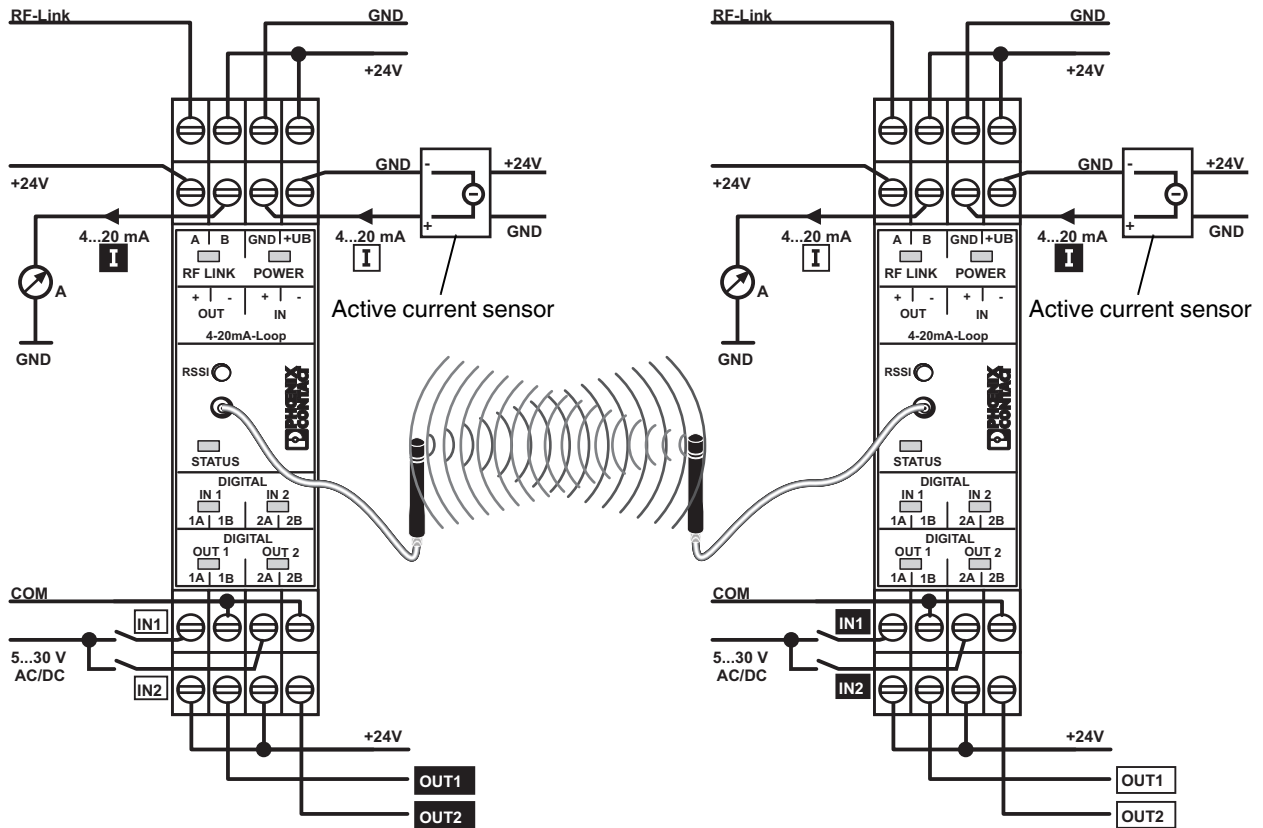 RF-Link
GND
+24V
GND
+24V
+24V
GND
-
+
4...20 mA
I
4...20 mA
I
A
GND
Active current sensor
A B GND +UB
RF LINK POWER
+ - + -
OUT IN
4-20mA-Loop
RSSI
PHOENIX
CONTACT
STATUS
DIGITAL
IN 1 IN 2
1A 1B 2A 2B
DIGITAL
OUT 1 OUT 2
1A 1B 2A 2B
COM
IN1
5...30 V
AC/DC
IN2
+24V
OUT1
OUT2
RF-Link
GND
+24V
GND
+24V
+24V
GND
-
+
4...20 mA
I
4...20 mA
I
A
GND
Active current sensor
A B GND +UB
RF LINK POWER
+ - + -
OUT IN
4-20mA-Loop
RSSI
PHOENIX
CONTACT
STATUS
DIGITAL
IN 1 IN 2
1A 1B 2A 2B
DIGITAL
OUT 1 OUT 2
1A 1B 2A 2B
COM
IN1
5...30 V
AC/DC
IN2
+24V
OUT1
OUT2